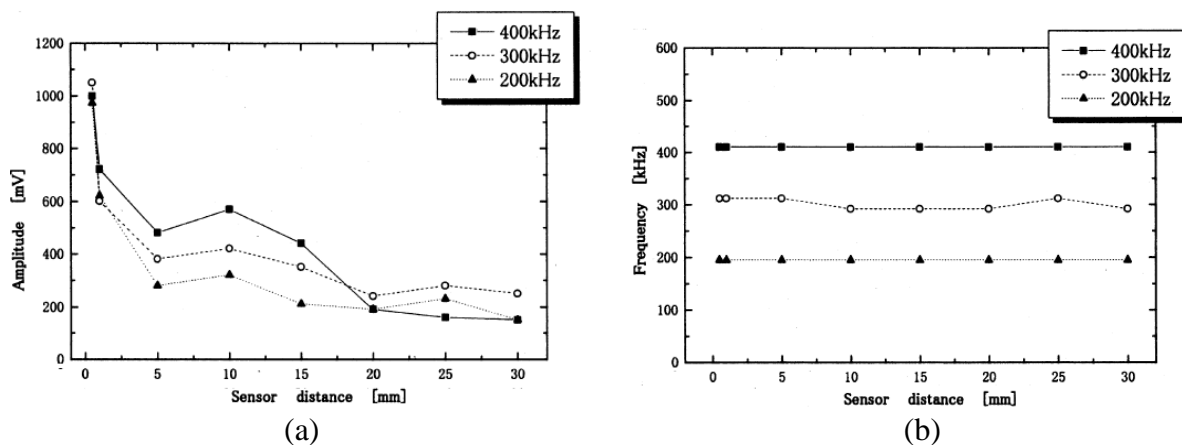 400kHz
300kHz
200kHz
1200
1000
800
600
400
200
0
Amplitude [mV]
0 5 10 15 20 25 30
Sensor distance [mm]
(a)
400kHz
300kHz
200kHz
600
500
400
300
200
100
0
Frequency [kHz]
0 5 10 15 20 25 30
Sensor distance [mm]
(b)